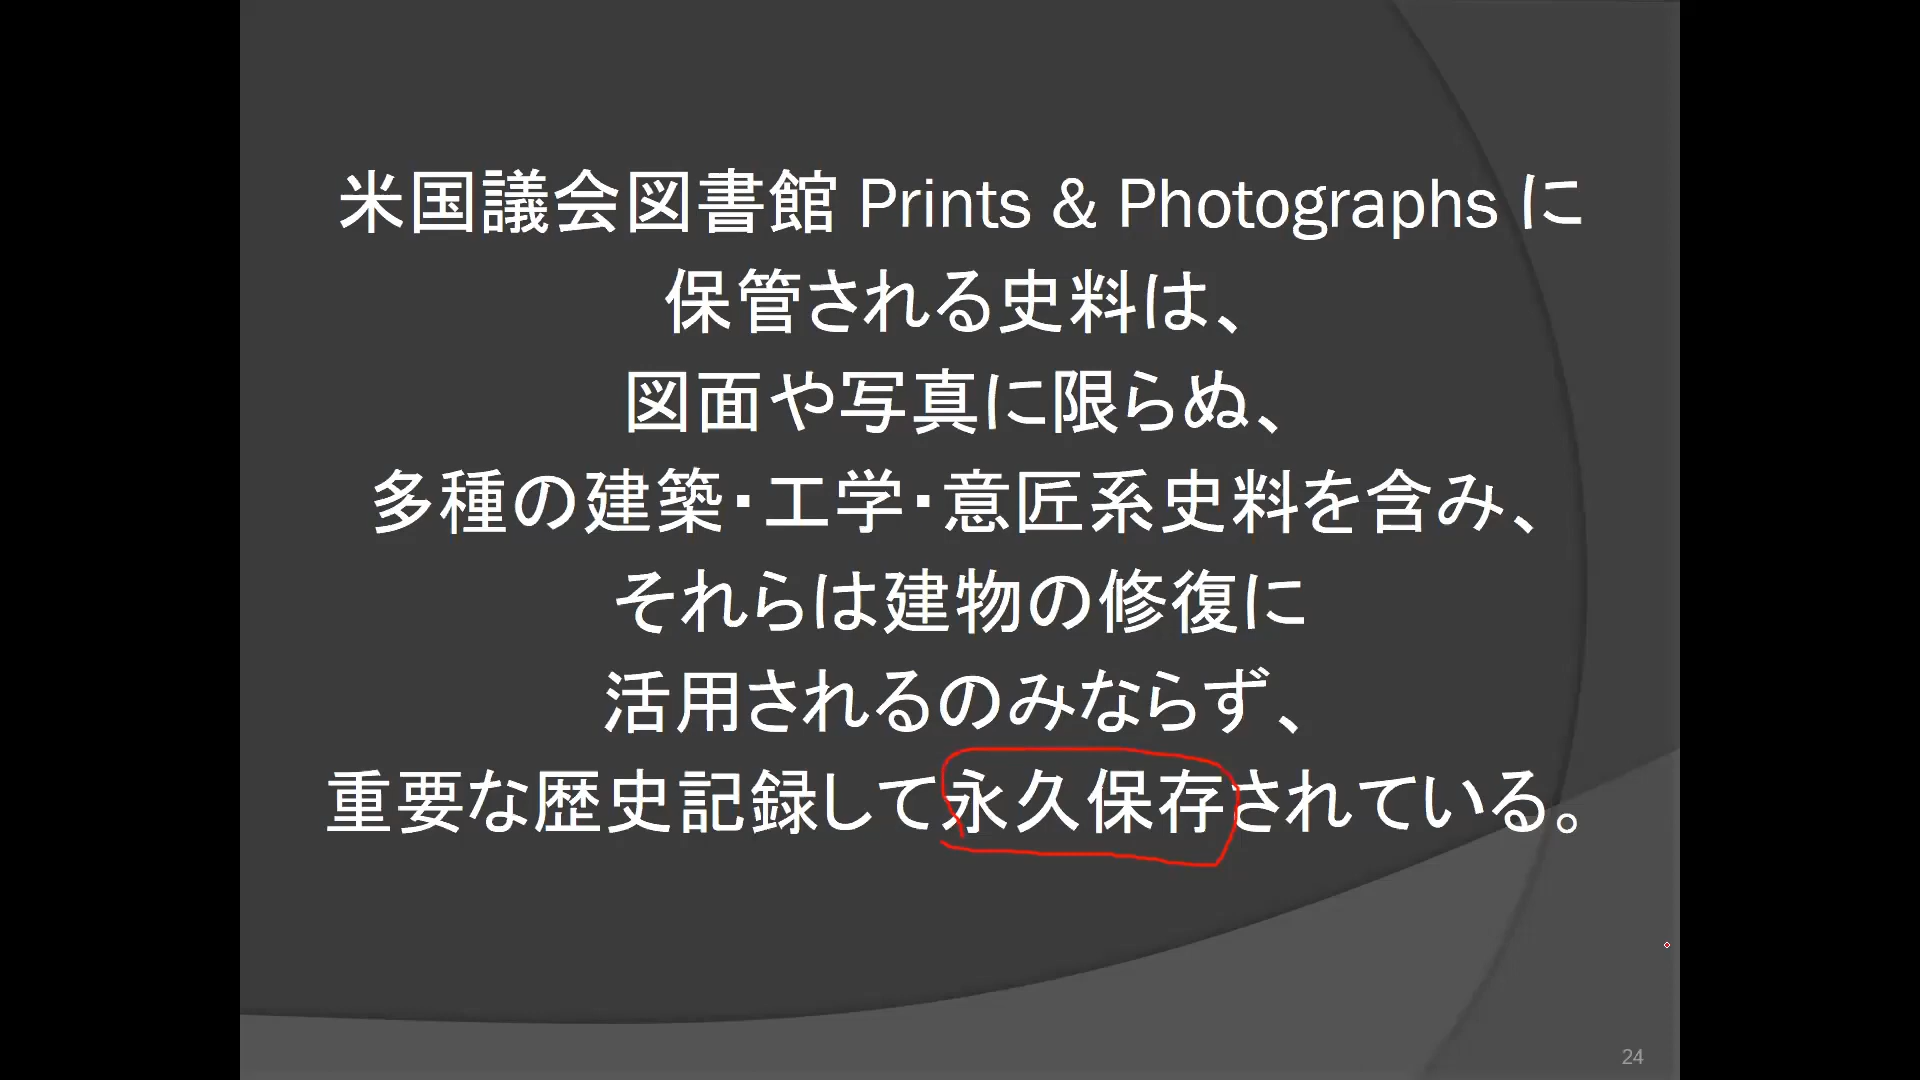 米国議会図書館 Prints & Photographs に
保管される史料は、
図面や写真に限らぬ、
多種の建築・工学・意匠系史料を含み、
それらは建物の修復に
活用されるのみならず、
重要な歴史記録して永久保存されている。
24